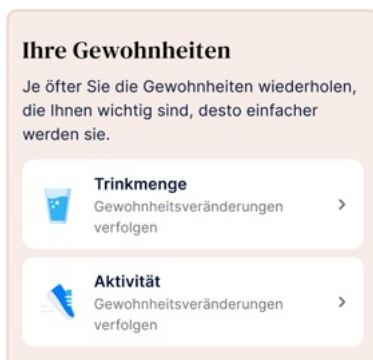 Ihre Gewohnheiten
Je öfter Sie die Gewohnheiten wiederholen,
die Ihnen wichtig sind, desto einfacher
werden sie.
Trinkmenge
Gewohnheitsveränderungen
verfolgen
Aktivität
Gewohnheitsveränderungen
verfolgen